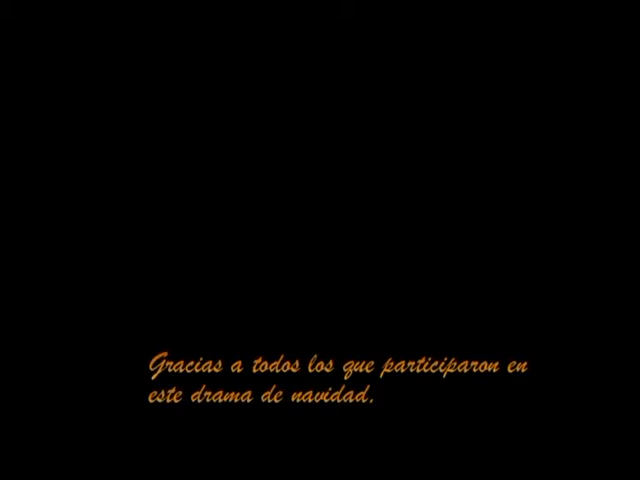 Gracias a todos los que participaron en
este drama de navidad.